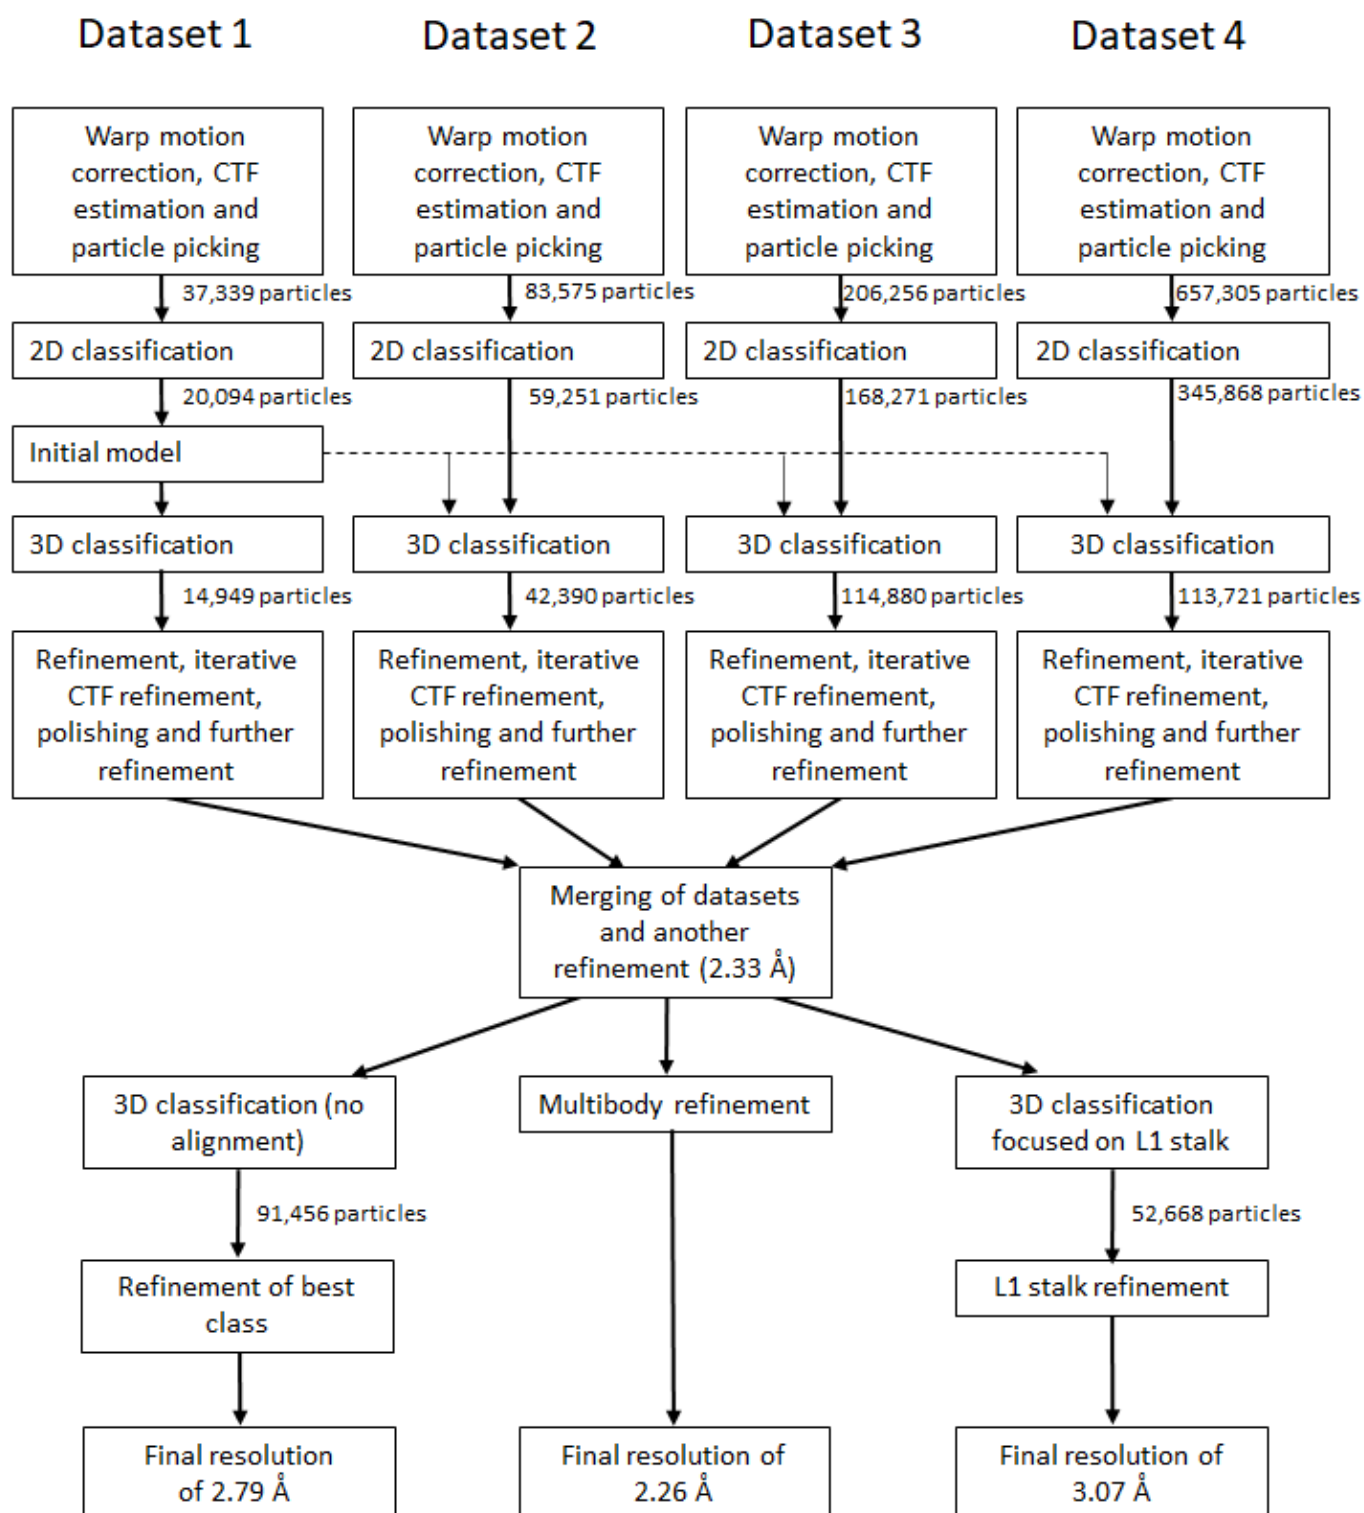 Dataset 1
Dataset 2
Dataset 3
Dataset 4
Warp motion
correction, CTF
estimation and
particle picking
Warp motion
correction, CTF
estimation and
particle picking
Warp motion
correction, CTF
estimation and
particle picking
Warp motion
correction, CTF
estimation and
particle picking
37,339 particles
83,575 particles
206,256 particles
657,305 particles
2D classification
2D classification
2D classification
2D classification
20,094 particles
59,251 particles
168,271 particles
345,868 particles
Initial model
3D classification
3D classification
3D classification
3D classification
14,949 particles
42,390 particles
114,880 particles
113,721 particles
Refinement, iterative
CTF refinement,
polishing and further
refinement
Refinement, iterative
CTF refinement,
polishing and further
refinement
Refinement, iterative
CTF refinement,
polishing and further
refinement
Refinement, iterative
CTF refinement,
polishing and further
refinement
Merging of datasets
and another
refinement (2.33 Å)
3D classification (no
alignment)
Multibody refinement
3D classification
focused on L1 stalk
91,456 particles
52,668 particles
Refinement of best
class
L1 stalk refinement
Final resolution
of 2.79 Å
Final resolution of
2.26 Å
Final resolution of
3.07 Å